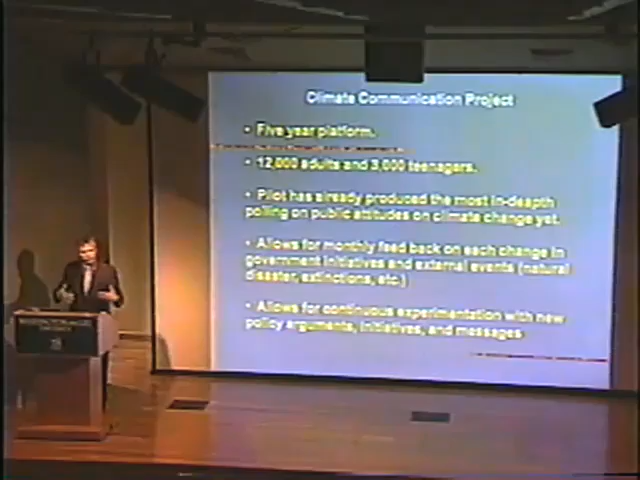 Climate Communication Project
• Five year platform.
• 12,000 adults and 3,000 teenagers.
• Pilot has already produced the most in-deapth
polling on public attitudes on climate change yet.
• Allows for monthly feed back on each change in
government initiatives and external events (natural
disaster, extinctions, etc.)
• Allows for continuous experimentation with new
policy arguments, initiatives, and messages